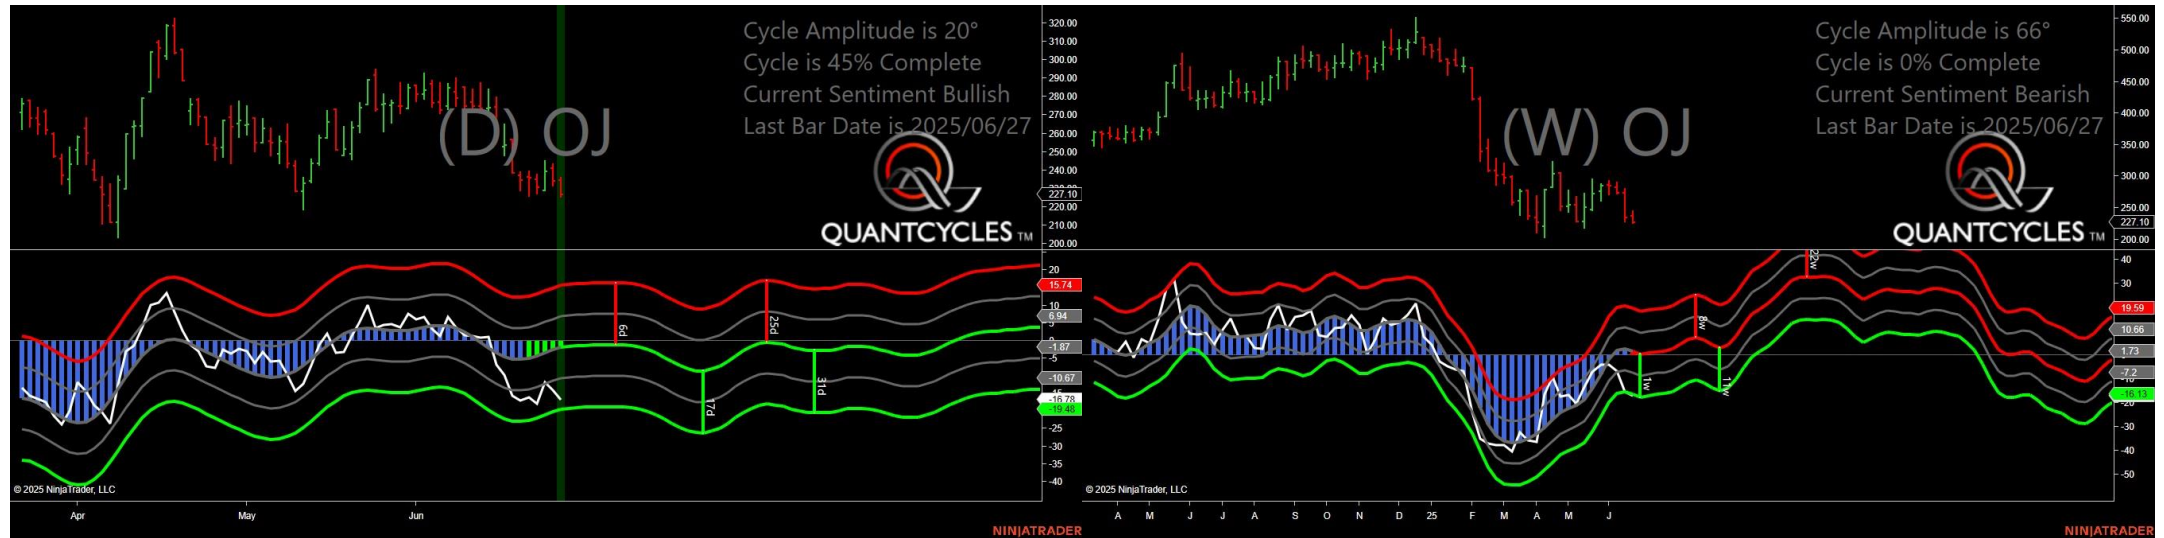 Cycle Amplitude is 20°
Cycle is 45% Complete
Current Sentiment Bullish
Last Bar Date is 2025/06/27
(D) OJ
QUANTCYCLES TM
320.00
310.00
300.00
290.00
280.00
270.00
260.00
250.00
240.00
227.10
220.00
210.00
200.00
20
15.74
10
6.94
5
-1.87
-5
-10.67
-16.78
-19.48
-25
-30
-35
-40
6d
17d
25d
31d
© 2025 NinjaTrader, LLC
Apr
May
Jun
NINJATRADER
Cycle Amplitude is 66°
Cycle is 0% Complete
Current Sentiment Bearish
Last Bar Date is 2025/06/27
(W) OJ
QUANTCYCLES TM
550.00
500.00
450.00
400.00
350.00
300.00
250.00
227.10
200.00
40
30
19.59
10.66
1.73
-7.2
-16.13
-30
-40
-50
1w
8w
11w
22w
© 2025 NinjaTrader, LLC
A M J J A S O N D 25 F M A M J
NINJATRADER